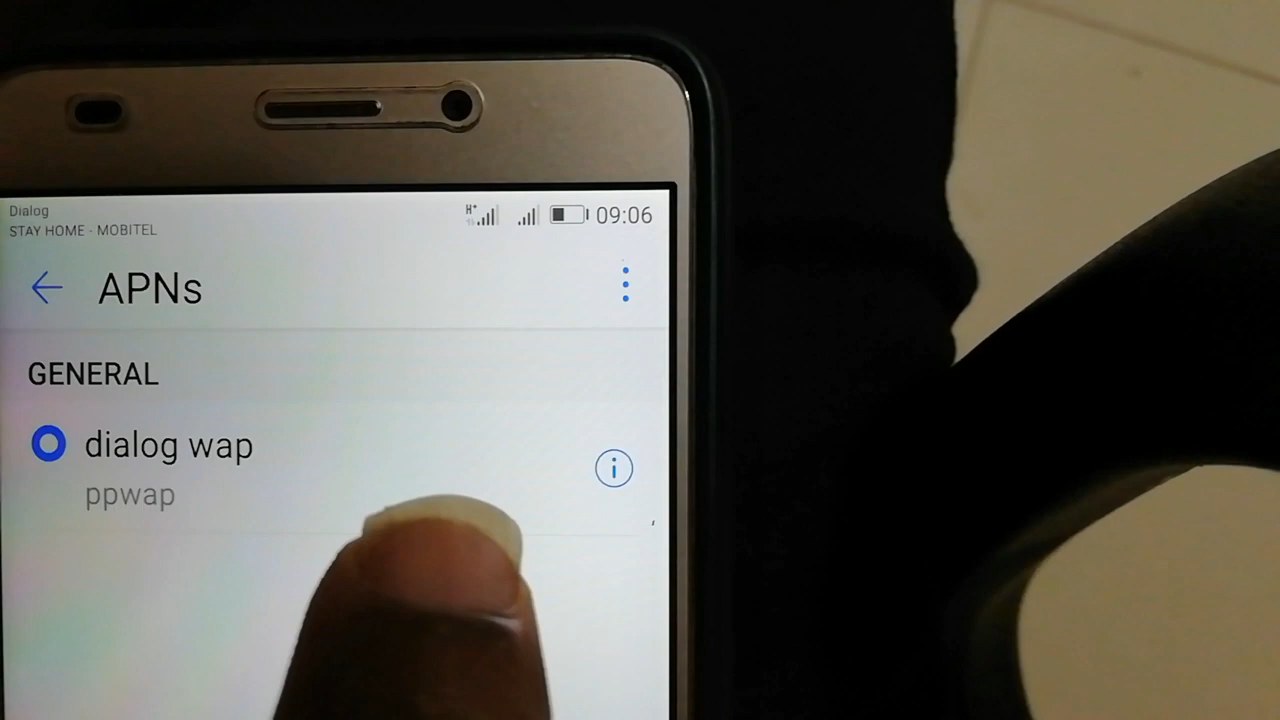 Dialog
STAY HOME - MOBITEL
H+ 09:06
APNs
GENERAL
dialog wap
ppwap